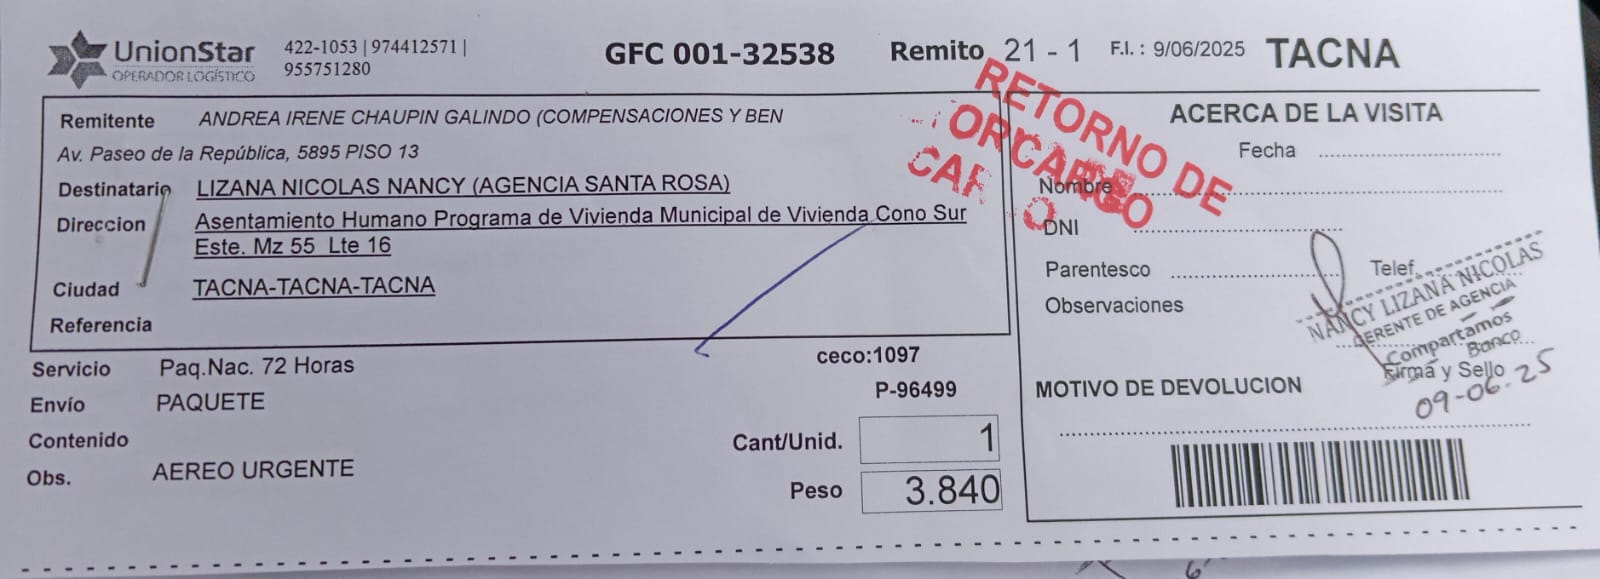 UnionStar
OPERADOR LOGÍSTICO
422-1053 | 974412571 |
955751280
GFC 001-32538
Remito 21 - 1
F.I. : 9/06/2025
TACNA
Remitente ANDREA IRENE CHAUPIN GALINDO (COMPENSACIONES Y BEN
Av. Paseo de la República, 5895 PISO 13
Destinatario LIZANA NICOLAS NANCY (AGENCIA SANTA ROSA)
Direccion Asentamiento Humano Programa de Vivienda Municipal de Vivienda Cono Sur
Este. Mz 55 Lte 16
Ciudad TACNA-TACNA-TACNA
Referencia
Servicio Paq.Nac. 72 Horas
Envío PAQUETE
Contenido
Obs. AEREO URGENTE
ceco:1097
P-96499
Cant/Unid. 1
Peso 3.840
RETORNO DE
CARGO
ACERCA DE LA VISITA
Fecha
Nombre
DNI
Parentesco
Telef.
Observaciones
NANCY LIZANA NICOLAS
GERENTE DE AGENCIA
Compartamos
Banco
Firma y Sello
09-06-25
MOTIVO DE DEVOLUCION